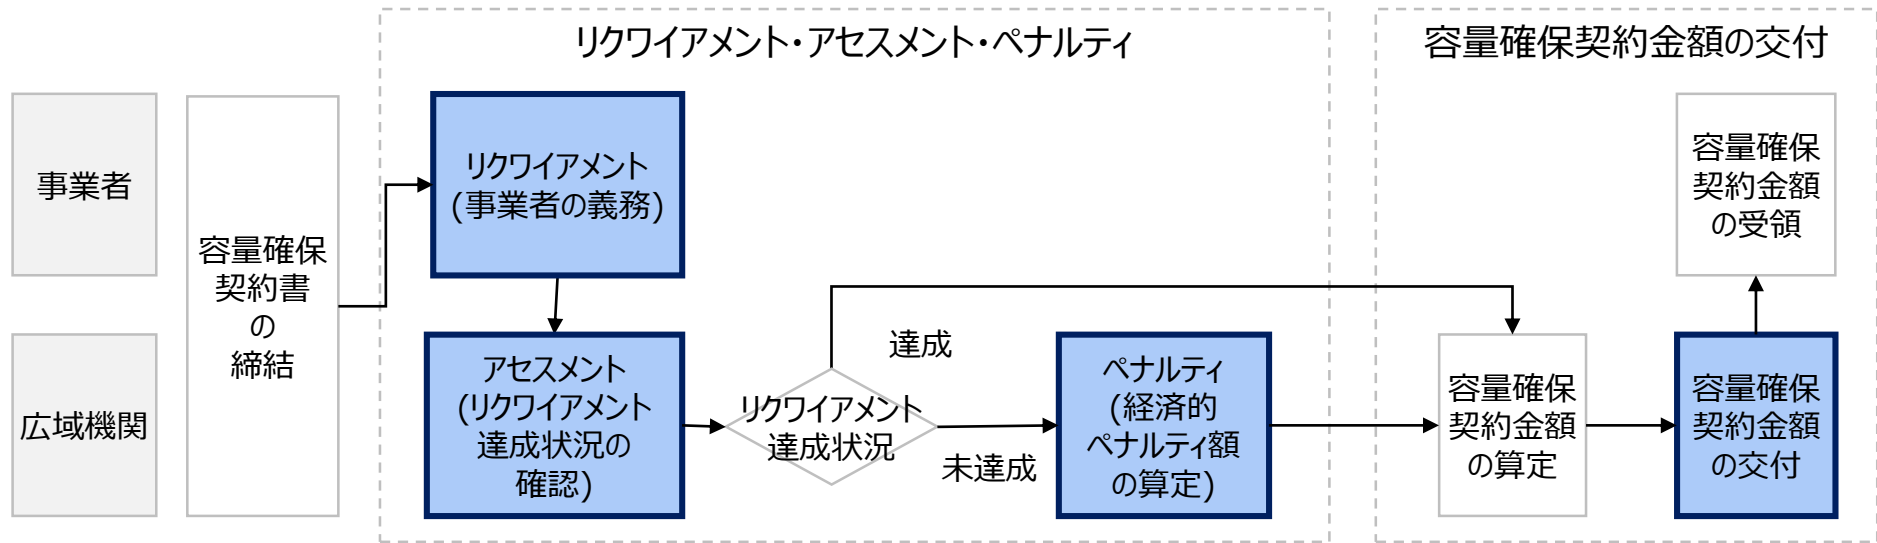 リクワイアメント・アセスメント・ペナルティ
容量確保契約金額の交付
事業者
広域機関
容量確保
契約書
の
締結
リクワイアメント
(事業者の義務)
アセスメント
(リクワイアメント
達成状況の
確認)
リクワイアメント
達成状況
達成
未達成
ペナルティ
(経済的
ペナルティ額
の算定)
容量確保
契約金額
の算定
容量確保
契約金額
の交付
容量確保
契約金額
の受領